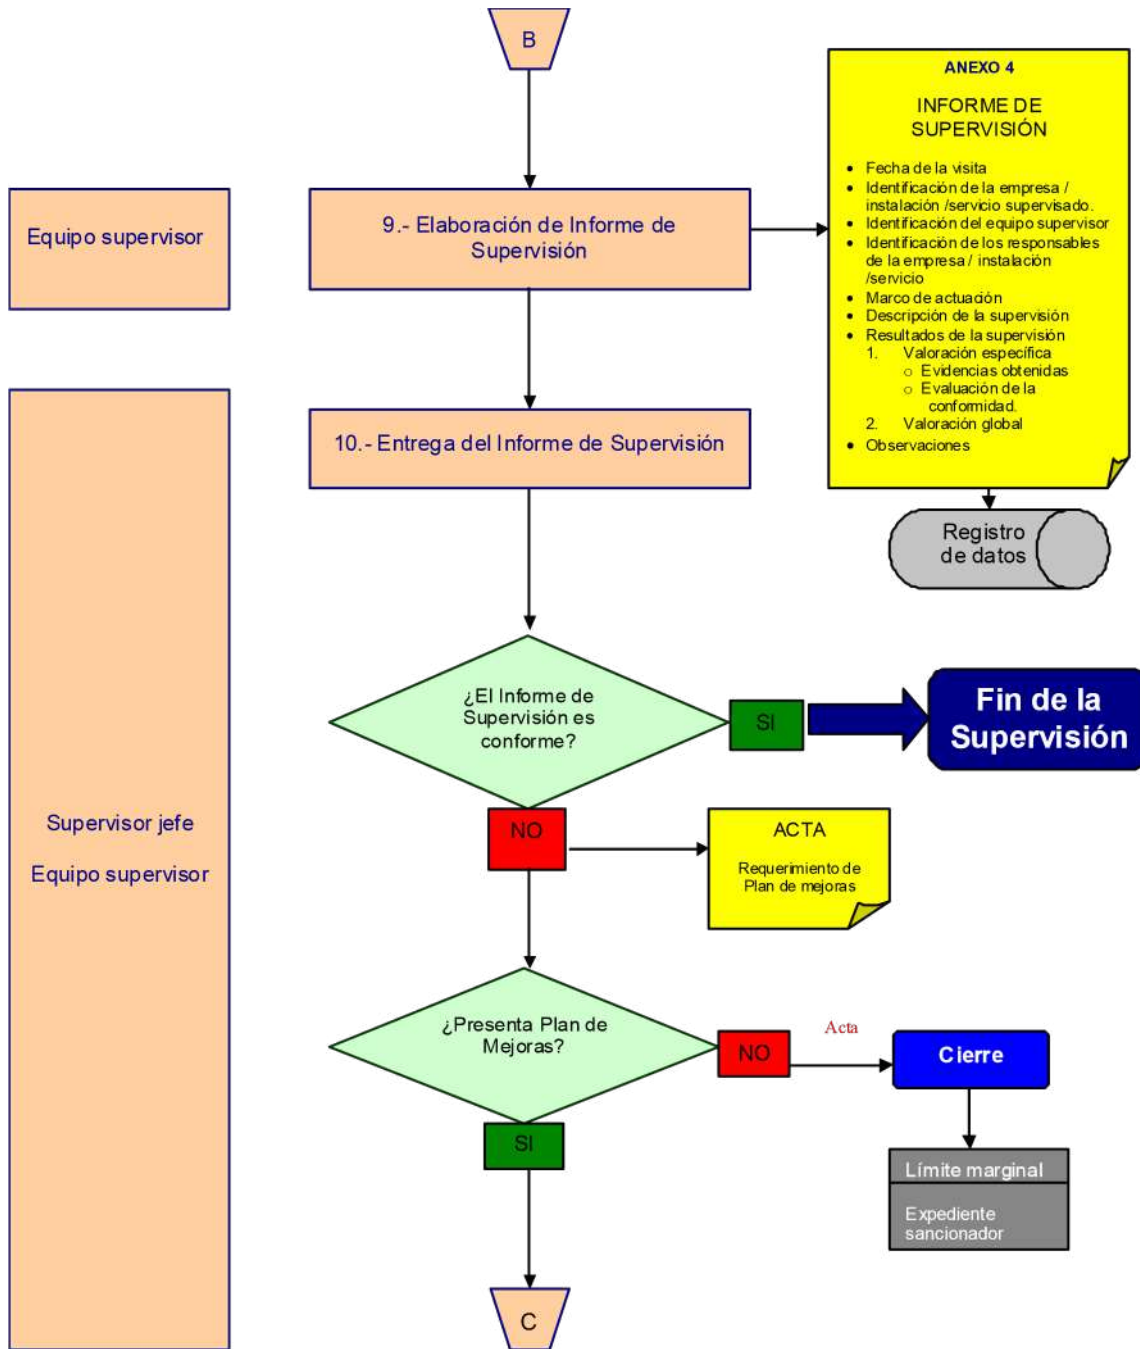 B
ANEXO 4
INFORME DE
SUPERVISIÓN
• Fecha de la visita
• Identificación de la empresa /
instalación /servicio supervisado.
• Identificación del equipo supervisor
• Identificación de los responsables
de la empresa / instalación
/servicio
• Marco de actuación
• Descripción de la supervisión
• Resultados de la supervisión
1. Valoración específica
o Evidencias obtenidas
o Evaluación de la
conformidad.
2. Valoración global
• Observaciones
Equipo supervisor
9.- Elaboración de Informe de
Supervisión
10.- Entrega del Informe de Supervisión
Registro
de datos
¿El Informe de
Supervisión es
conforme?
SI
Fin de la
Supervisión
NO
ACTA
Requerimiento de
Plan de mejoras
Supervisor jefe
Equipo supervisor
¿Presenta Plan de
Mejoras?
NO
Acta
Cierre
SI
Límite marginal
Expediente
sancionador
C